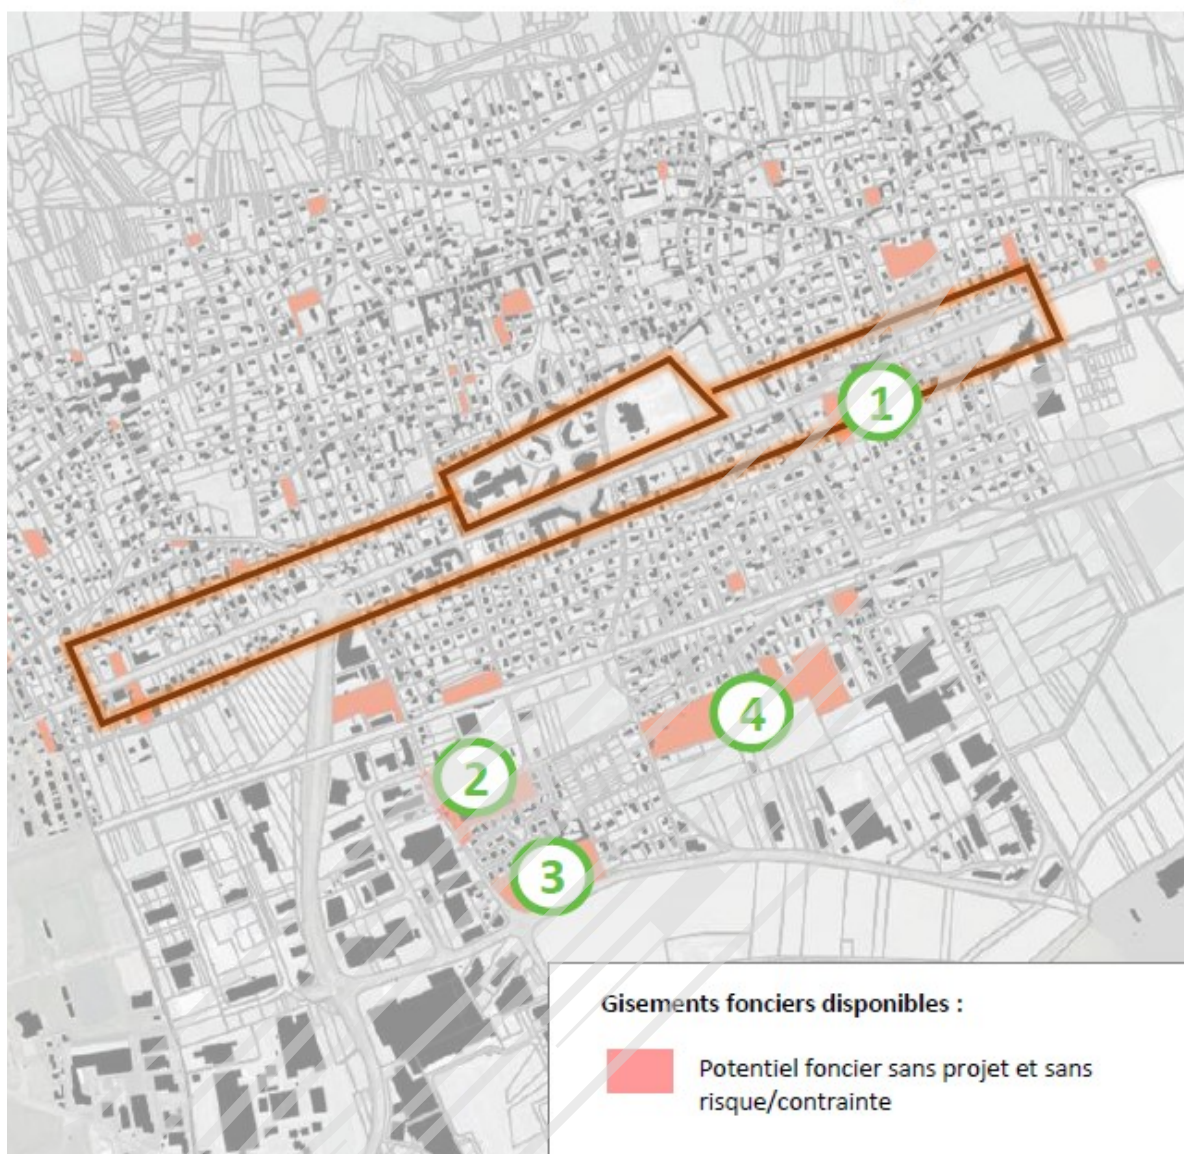 1
4
2
3
Gisements fonciers disponibles :
Potentiel foncier sans projet et sans
risque/contrainte